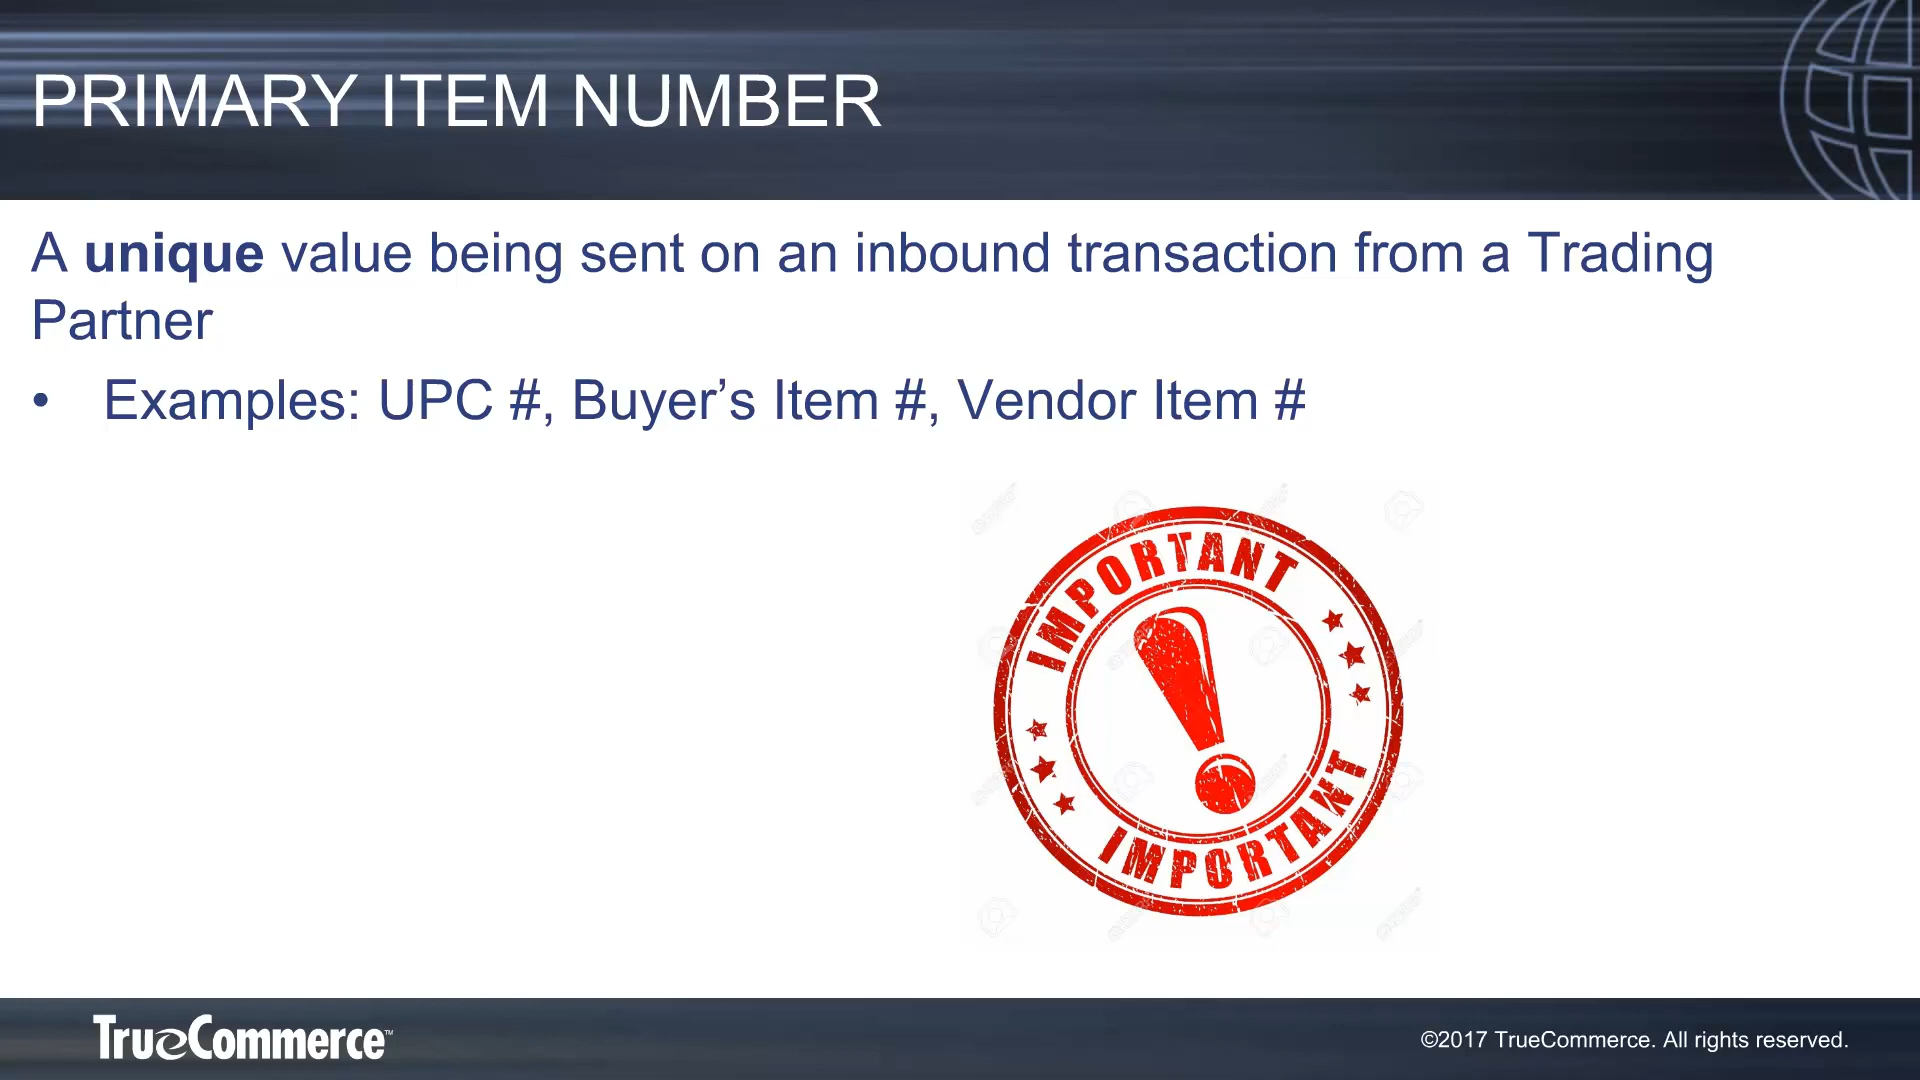 PRIMARY ITEM NUMBER
A unique value being sent on an inbound transaction from a Trading
Partner
• Examples: UPC #, Buyer’s Item #, Vendor Item #
IMPORTANT
IMPORTANT
TrueCommerce™
©2017 TrueCommerce. All rights reserved.